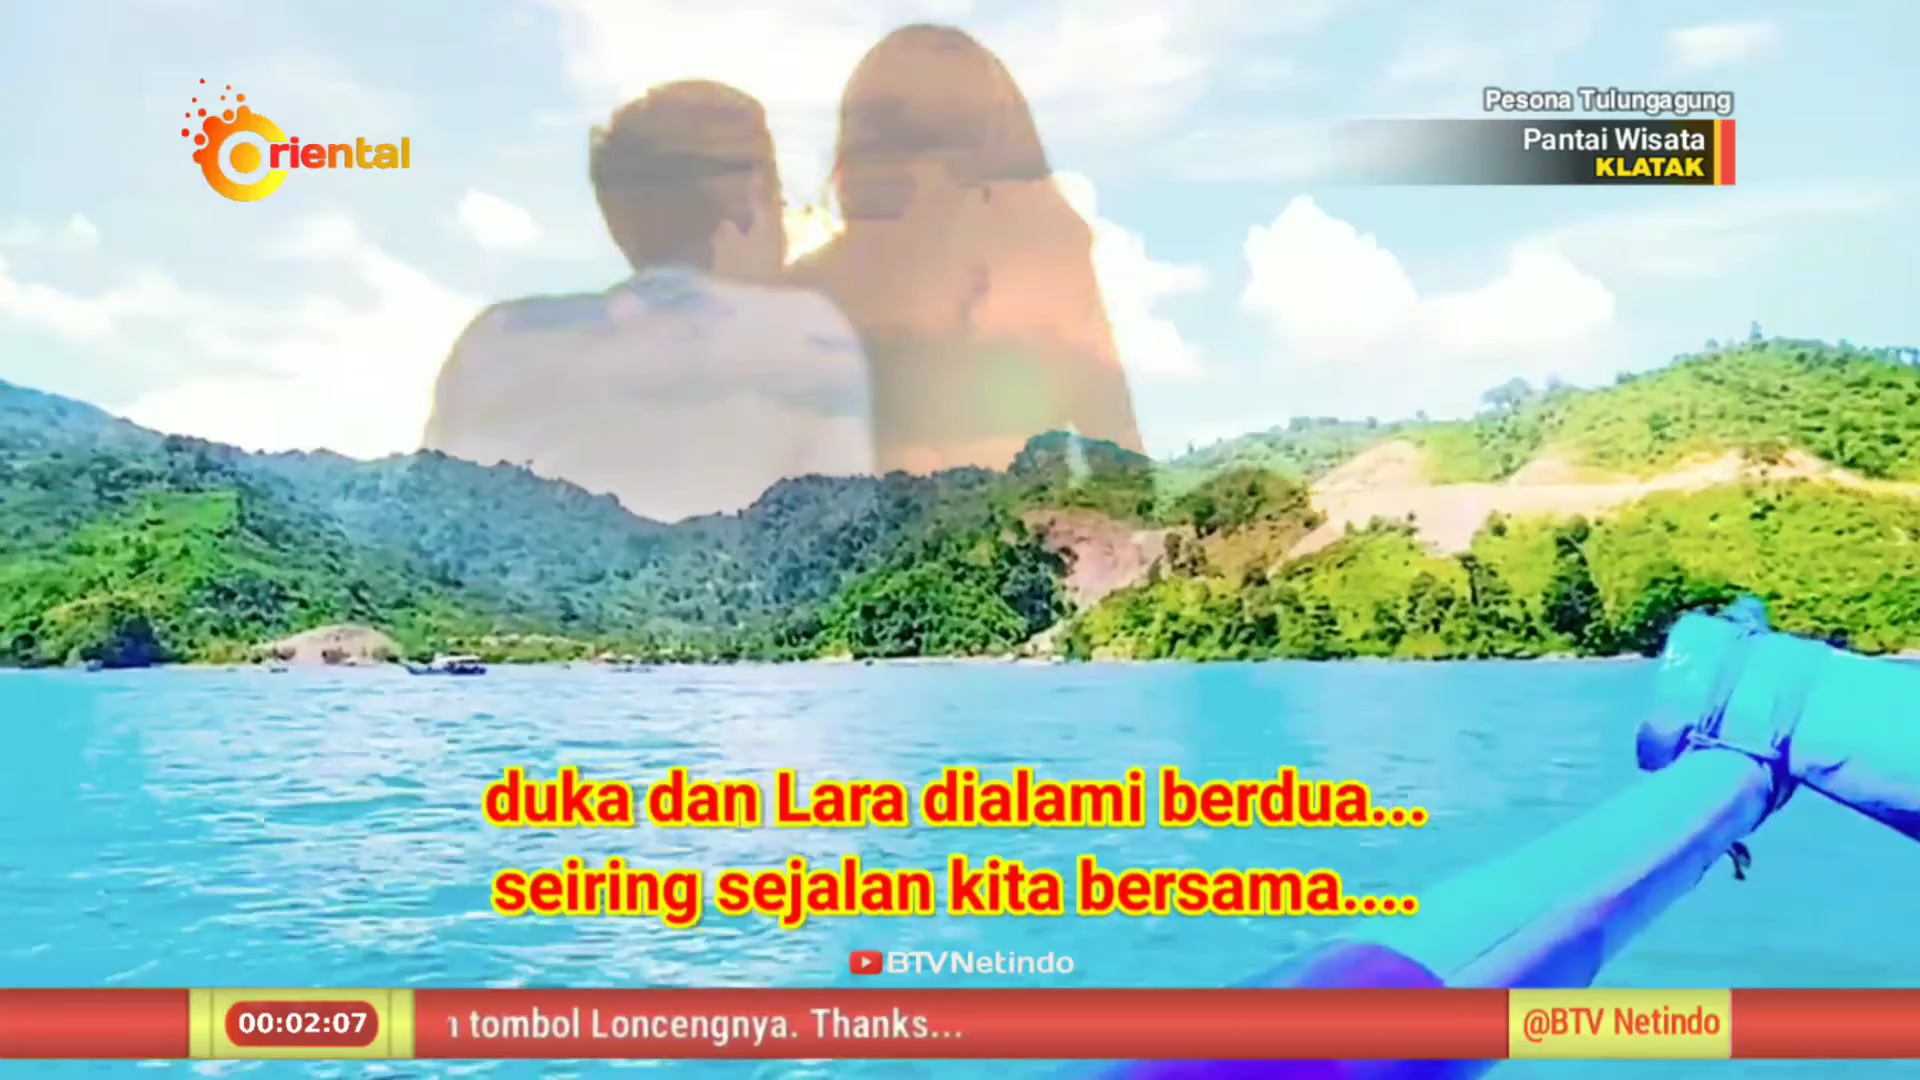 Oriental
Pesona Tulungagung
Pantai Wisata
KLATAK
duka dan Lara dialami berdua...
seiring sejalan kita bersama....
BTVNetindo
00:02:07
tombol Loncengnya. Thanks...
@BTV Netindo